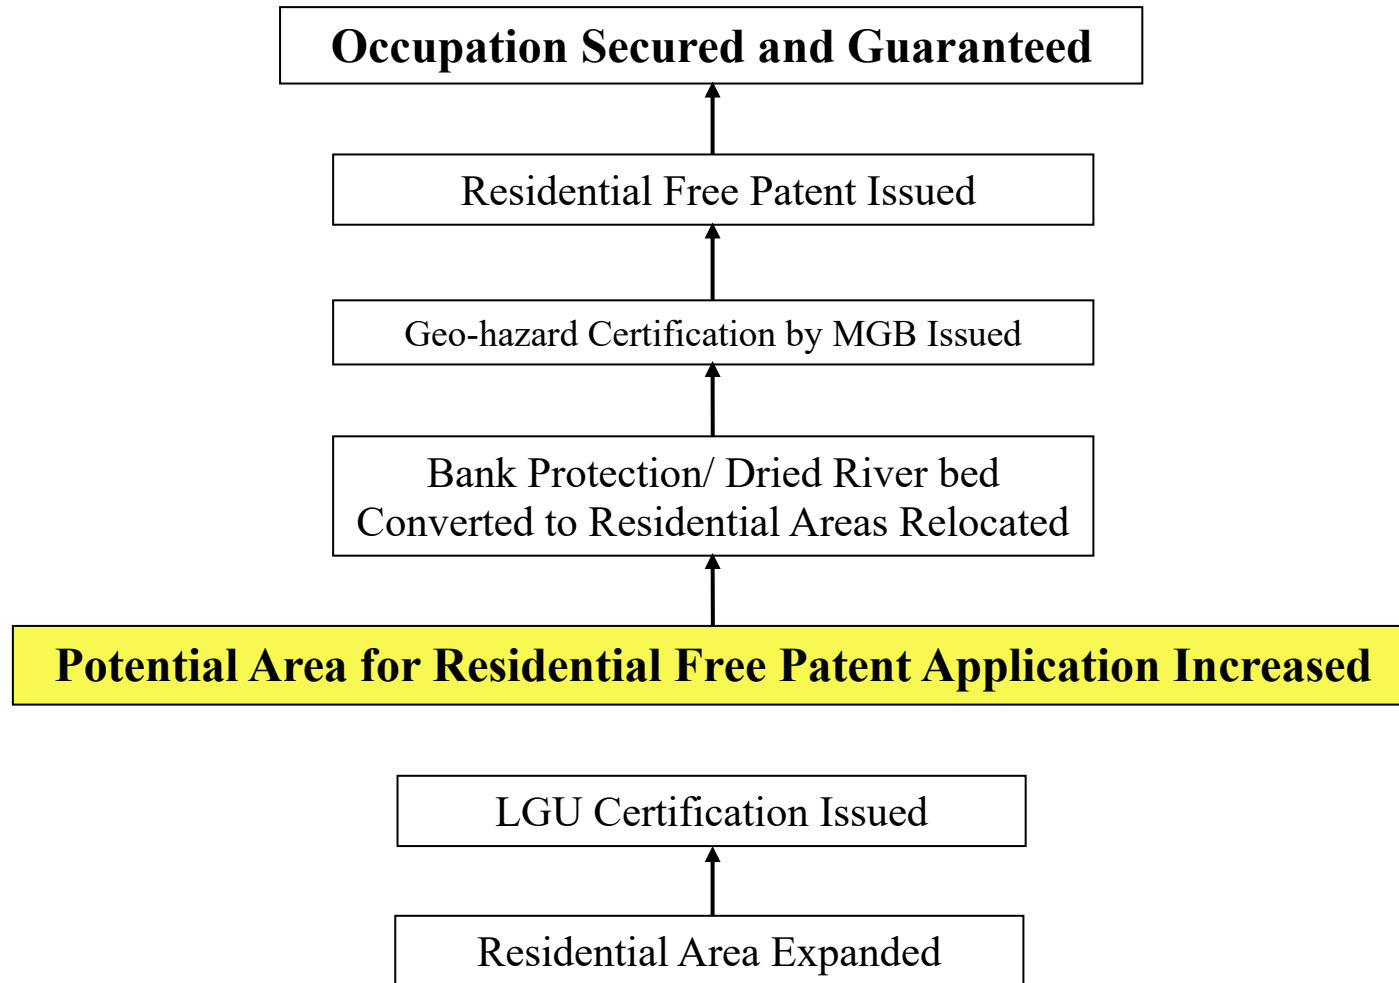 Occupation Secured and Guaranteed
Residential Free Patent Issued
Geo-hazard Certification by MGB Issued
Bank Protection/ Dried River bed
Converted to Residential Areas Relocated
Potential Area for Residential Free Patent Application Increased
LGU Certification Issued
Residential Area Expanded